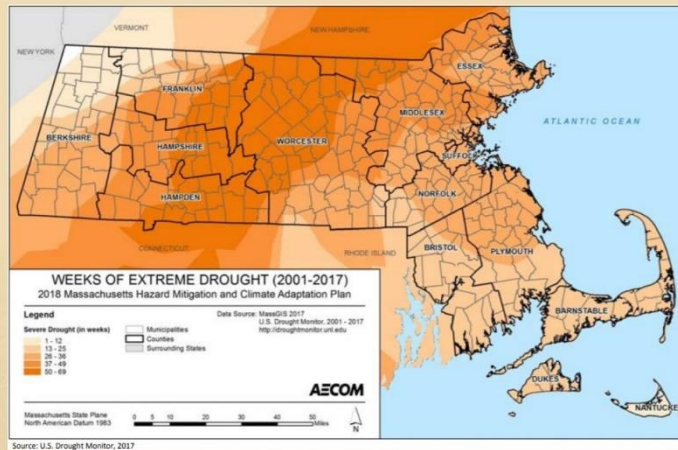 VERMONT
NEW HAMPSHIRE
NEW YORK
ESSEX
FRANKLIN
MIDDLESEX
ATLANTIC OCEAN
BERKSHIRE
WORCESTER
HAMPSHIRE
SUFFOLK
HAMPDEN
NORFOLK
CONNECTICUT
RHODE ISLAND
BRISTOL
PLYMOUTH
BARNSTABLE
DUKES
NANTUCKET
WEEKS OF EXTREME DROUGHT (2001-2017)
2018 Massachusetts Hazard Mitigation and Climate Adaptation Plan
Legend
Severe Drought (in weeks)
1 - 12
13 - 25
26 - 36
37 - 49
50 - 69
Municipalities
Counties
Surrounding States
Data Source: MassGIS 2017
U.S. Drought Monitor, 2001 - 2017
http://droughtmonitor.unl.edu
AECOM
Massachusetts State Plane
North American Datum 1983
0 5 10 20 30 40 50
Miles
N
Source: U.S. Drought Monitor, 2017